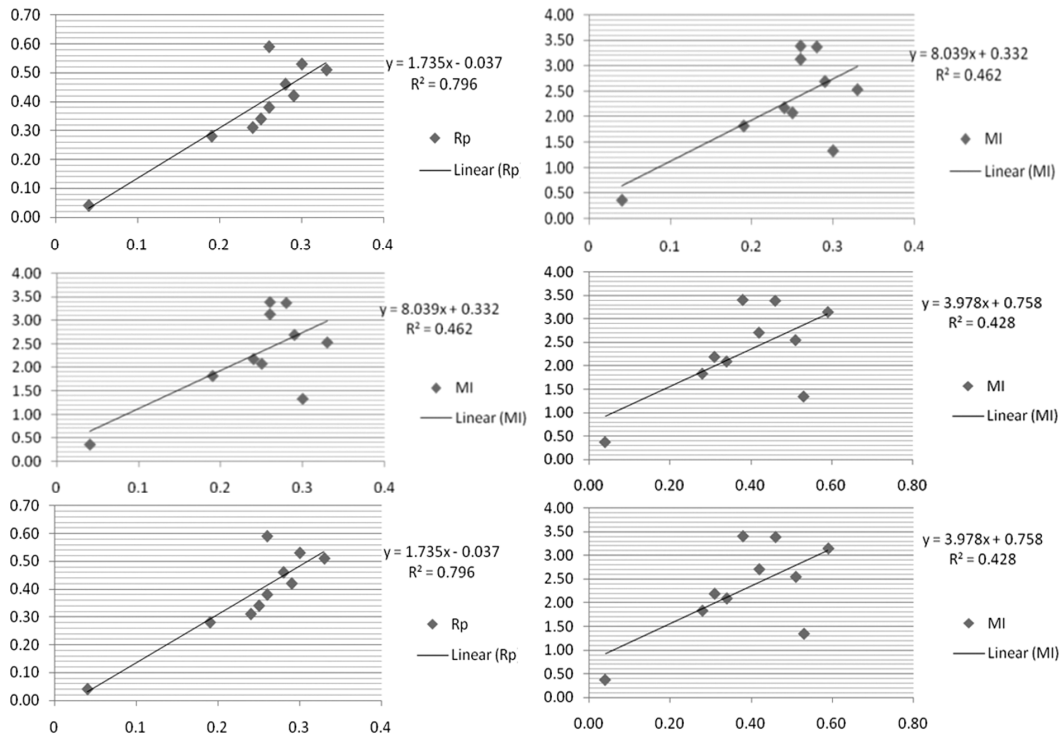 0.70
0.60
0.50
0.40
0.30
0.20
0.10
0.00
0 0.1 0.2 0.3 0.4
y = 1.735x - 0.037
R² = 0.796
Rp
Linear (Rp
4.00
3.50
3.00
2.50
2.00
1.50
1.00
0.50
0.00
0 0.1 0.2 0.3 0.4
y = 8.039x + 0.332
R² = 0.462
MI
Linear (MI)
4.00
3.50
3.00
2.50
2.00
1.50
1.00
0.50
0.00
0 0.1 0.2 0.3 0.4
y = 8.039x + 0.332
R² = 0.462
MI
Linear (MI)
4.00
3.50
3.00
2.50
2.00
1.50
1.00
0.50
0.00
0.00 0.20 0.40 0.60 0.80
y = 3.978x + 0.758
R² = 0.428
MI
Linear (MI)
0.70
0.60
0.50
0.40
0.30
0.20
0.10
0.00
0 0.1 0.2 0.3 0.4
y = 1.735x - 0.037
R² = 0.796
Rp
Linear (Rp
4.00
3.50
3.00
2.50
2.00
1.50
1.00
0.50
0.00
0.00 0.20 0.40 0.60 0.80
y = 3.978x + 0.758
R² = 0.428
MI
Linear (MI)